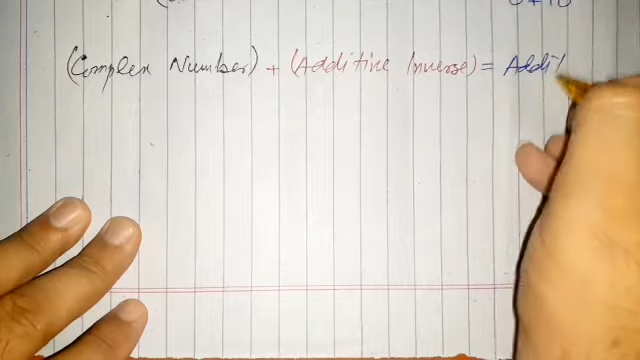 (Complex Number) + (Additive Inverse) = Addi